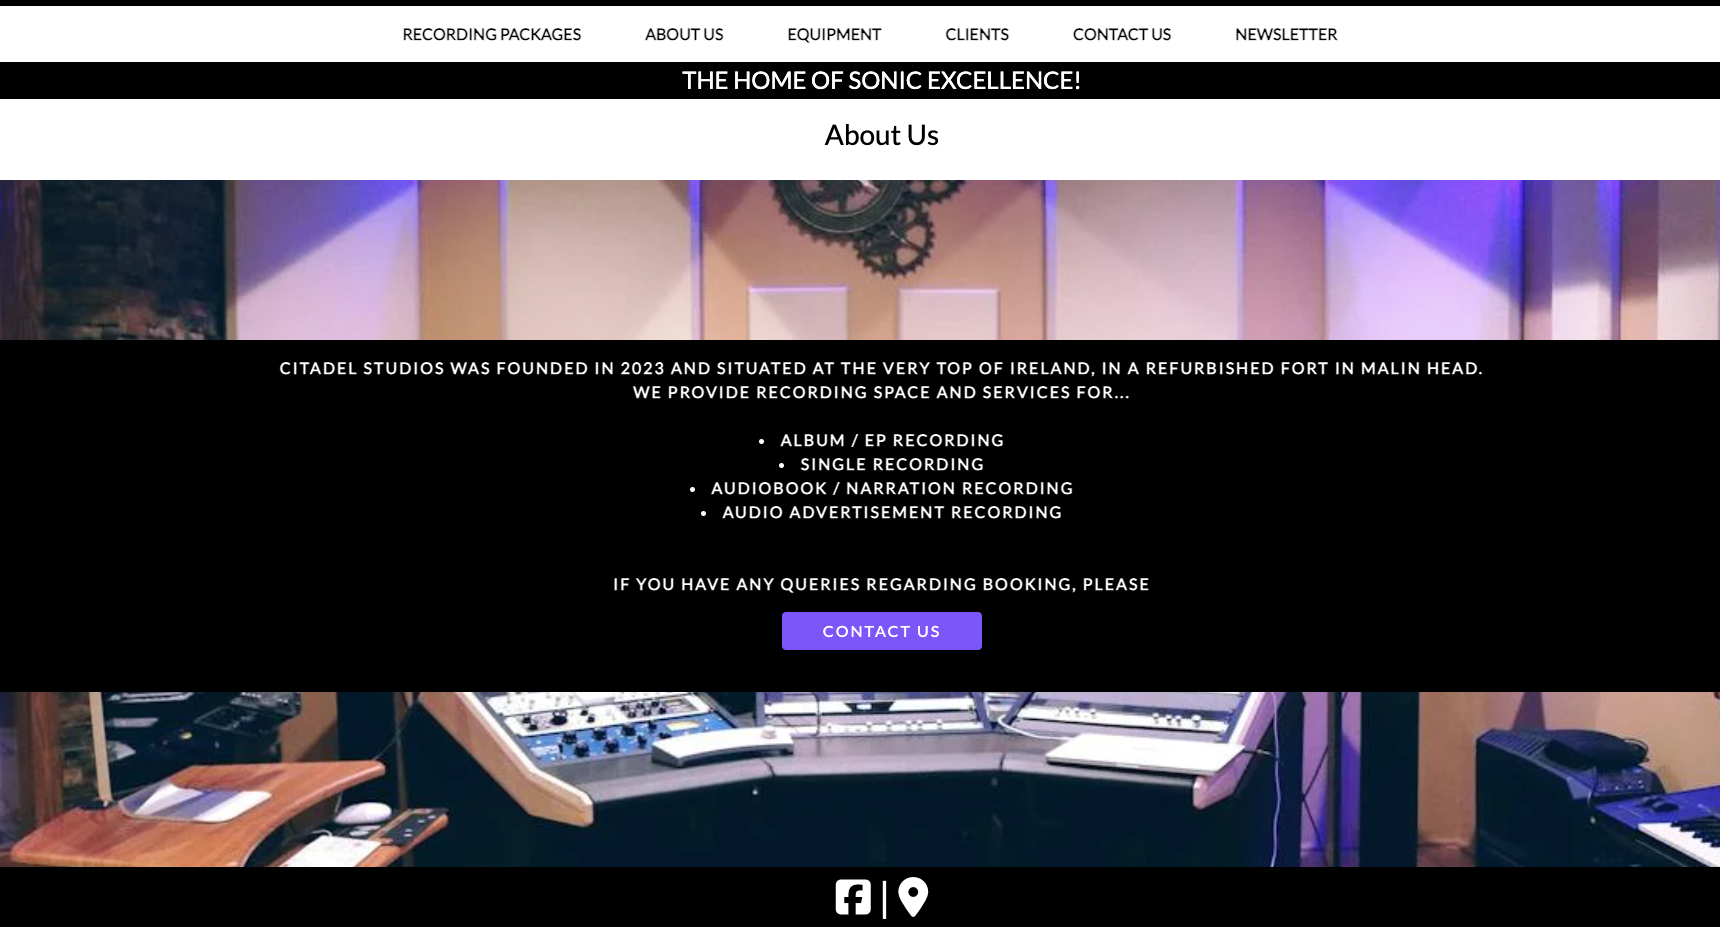 RECORDING PACKAGES ABOUT US EQUIPMENT CLIENTS CONTACT US NEWSLETTER
THE HOME OF SONIC EXCELLENCE!
About Us
CITADEL STUDIOS WAS FOUNDED IN 2023 AND SITUATED AT THE VERY TOP OF IRELAND, IN A REFURBISHED FORT IN MALIN HEAD.
WE PROVIDE RECORDING SPACE AND SERVICES FOR...
• ALBUM / EP RECORDING
• SINGLE RECORDING
• AUDIOBOOK / NARRATION RECORDING
• AUDIO ADVERTISEMENT RECORDING
IF YOU HAVE ANY QUERIES REGARDING BOOKING, PLEASE
CONTACT US
|